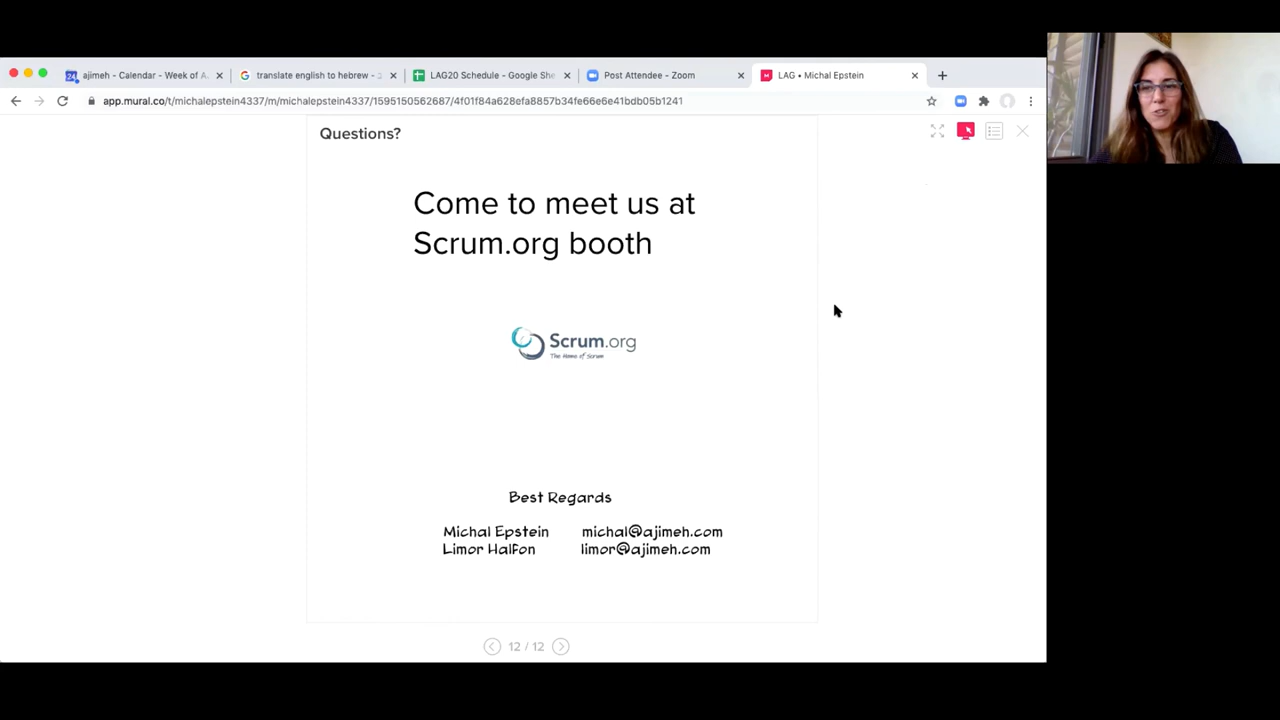 ajimeh - Calendar - Week of A
translate english to hebrew -
LAG20 Schedule - Google She
Post Attendee - Zoom
LAG • Michal Epstein
app.mural.co/t/michalepstein4337/m/michalepstein4337/1595150562687/4f01f84a628efa8857b34fe66e6e41bdb05b1241
Questions?
Come to meet us at
Scrum.org booth
Scrum.org
The Home of Scrum
Best Regards
Michal Epstein michal@ajimeh.com
Limor Halfon limor@ajimeh.com
12 / 12